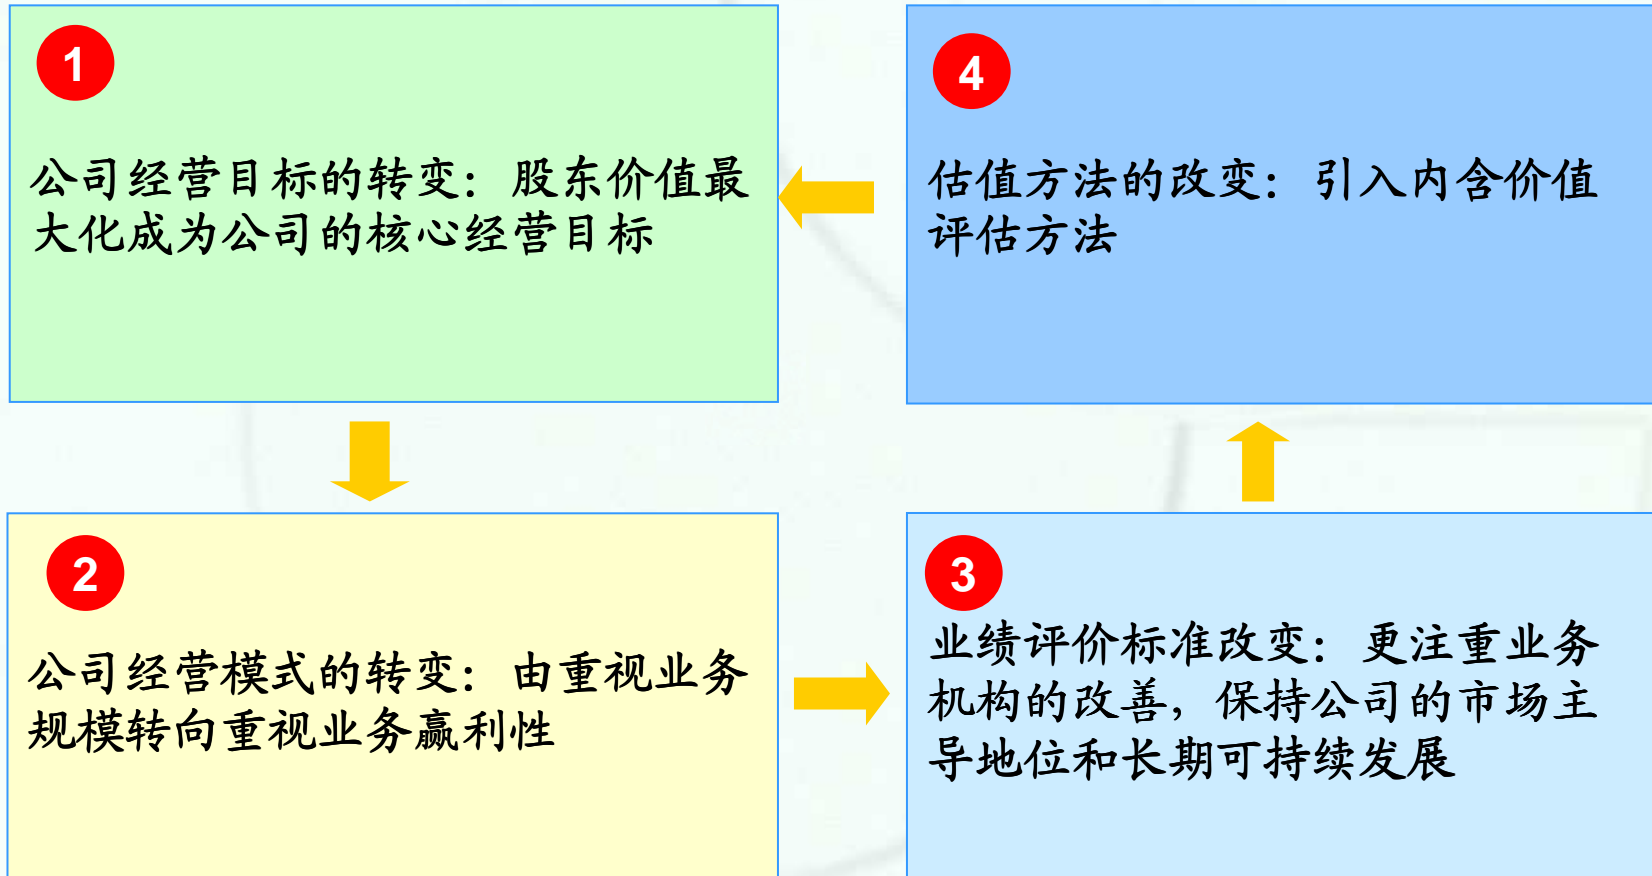 1
公司经营目标的转变：股东价值最
大化成为公司的核心经营目标
2
公司经营模式的转变：由重视业务
规模转向重视业务赢利性
3
业绩评价标准改变：更注重业务
机构的改善，保持公司的市场主
导地位和长期可持续发展
4
估值方法的改变：引入内含价值
评估方法